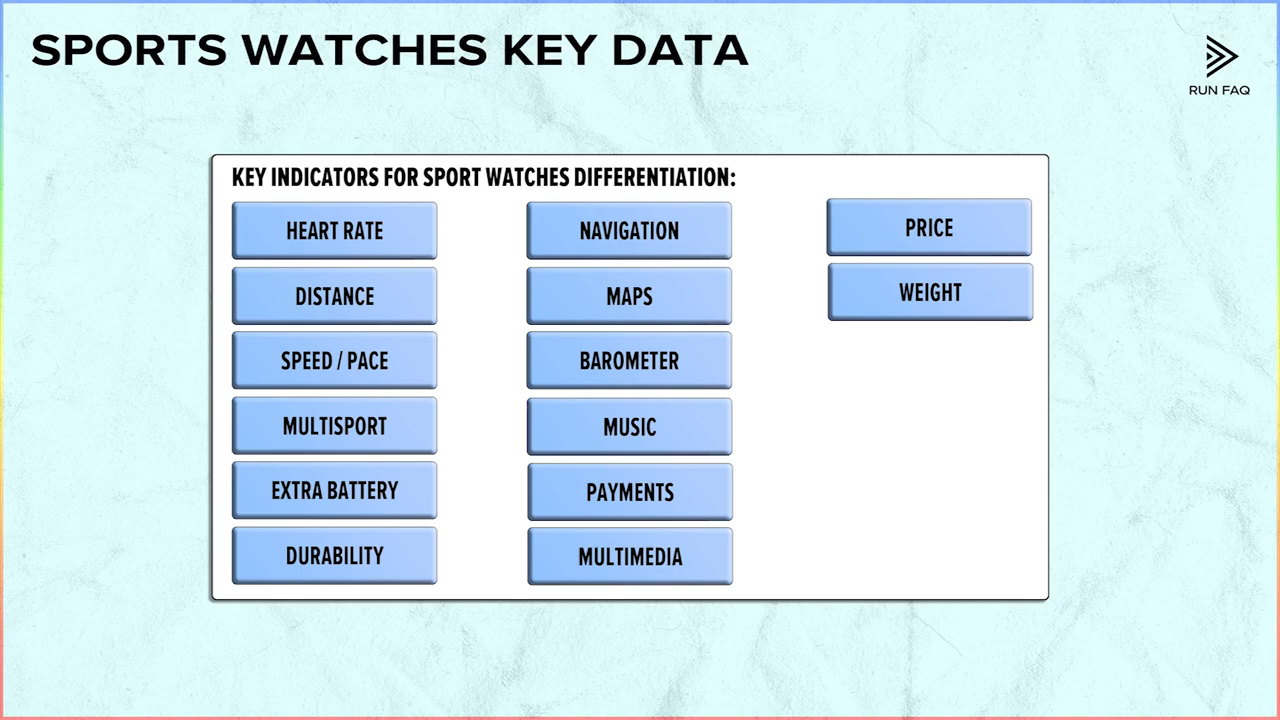 SPORTS WATCHES KEY DATA
RUN FAQ
KEY INDICATORS FOR SPORT WATCHES DIFFERENTIATION:
HEART RATE
DISTANCE
SPEED / PACE
MULTISPORT
EXTRA BATTERY
DURABILITY
NAVIGATION
MAPS
BAROMETER
MUSIC
PAYMENTS
MULTIMEDIA
PRICE
WEIGHT